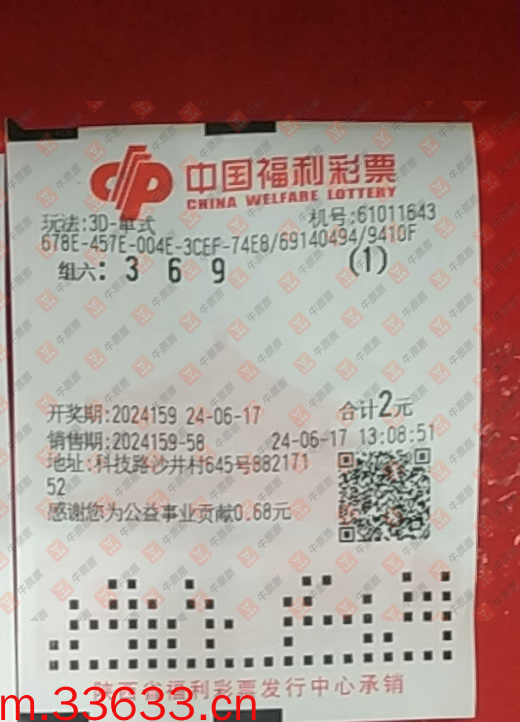 中国福利彩票
CHINA WELFARE LOTTERY
玩法:3D-单式 机号:61011643
678E-457E-004E-3CEF-74E8/69140494/9410F
组六: 3 6 9 (1)
开奖期:2024159 24-06-17 合计2元
销售期:2024159-58 24-06-17 13:08:51
地址:科技路沙井村645号882171
52
感谢您为公益事业贡献0.68元
陕西省福利彩票发行中心承销
m.33633.cn